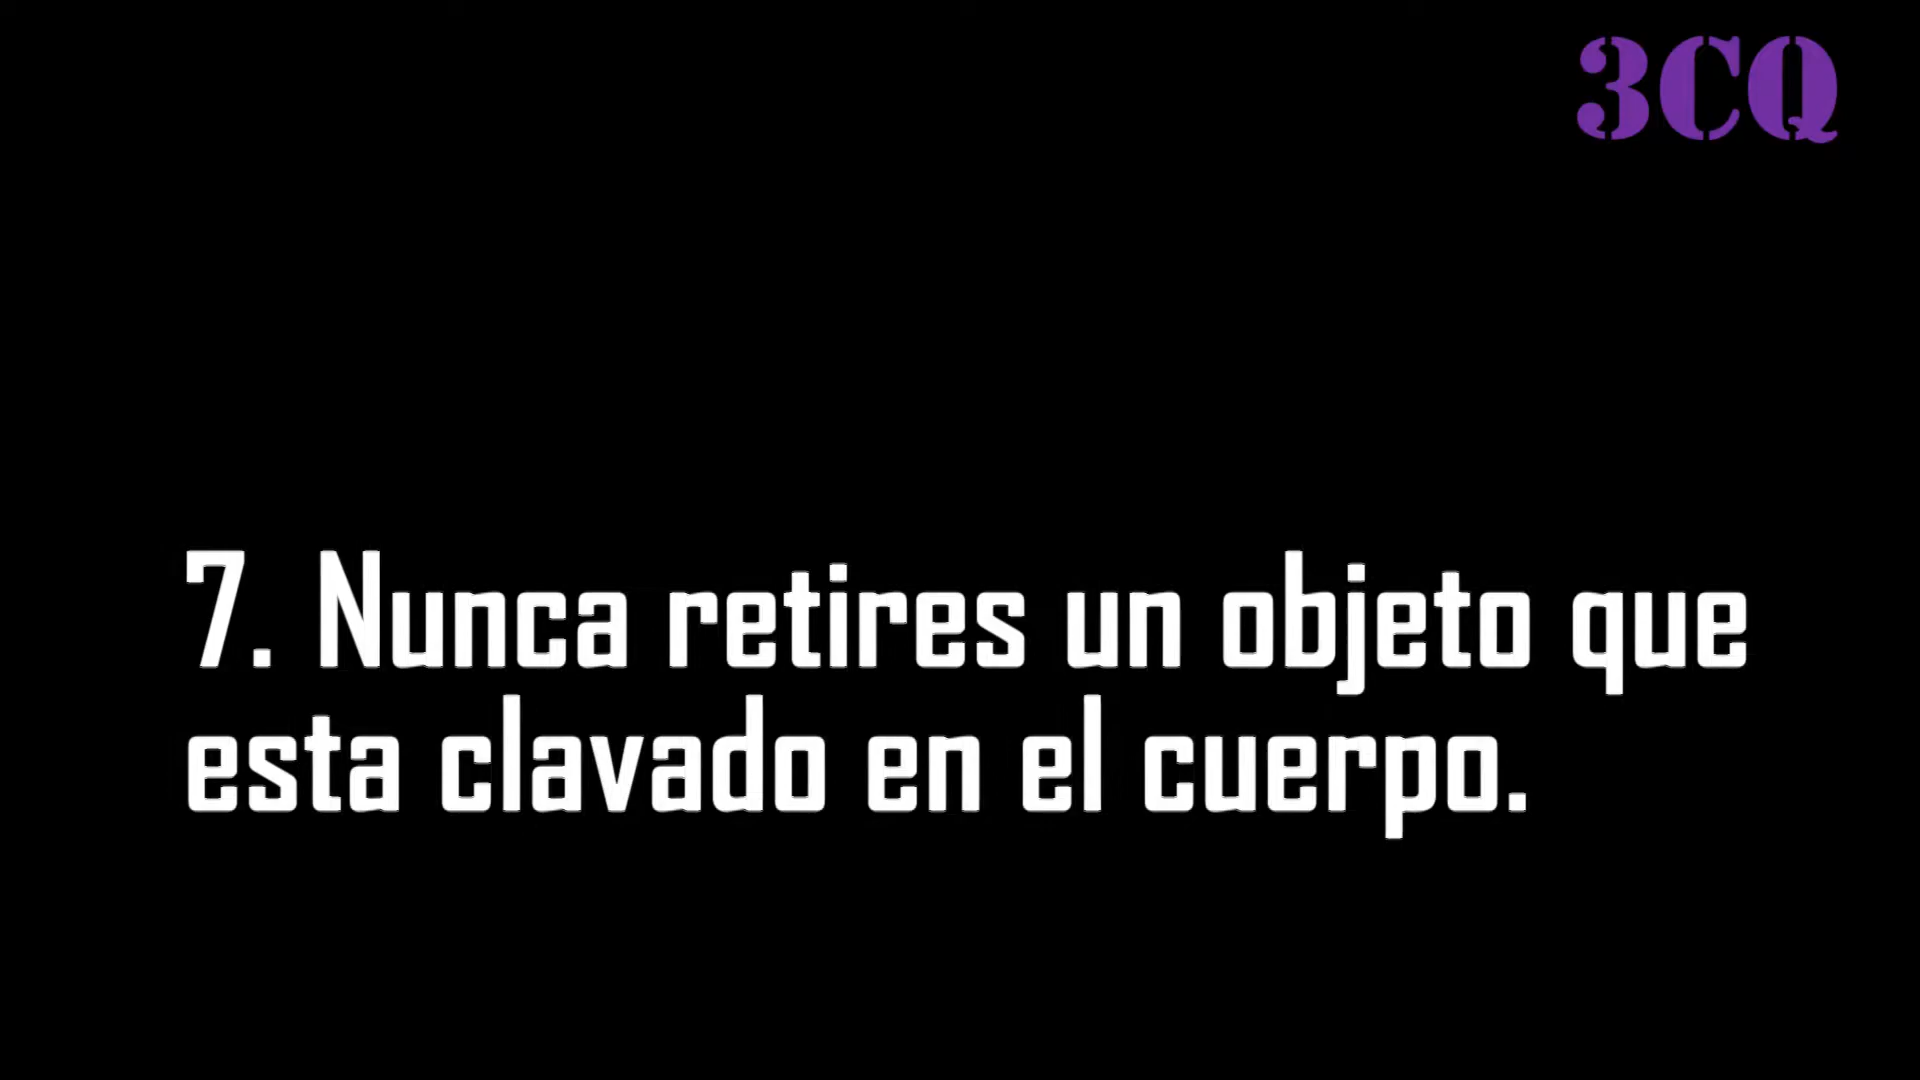 3CQ
7. Nunca retires un objeto que
esta clavado en el cuerpo.